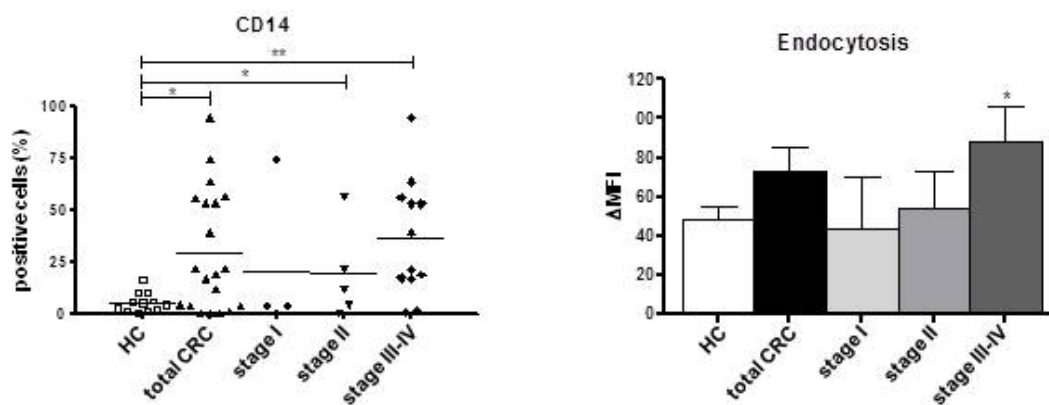 CD14
**
*
*
100
75
50
25
0
positive cells (%)
HC
total CRC
stage I
stage II
stage III-IV
Endocytosis
*
120
00
80
60
40
20
0
ΔMFI
HC
total CRC
stage I
stage II
stage III-IV